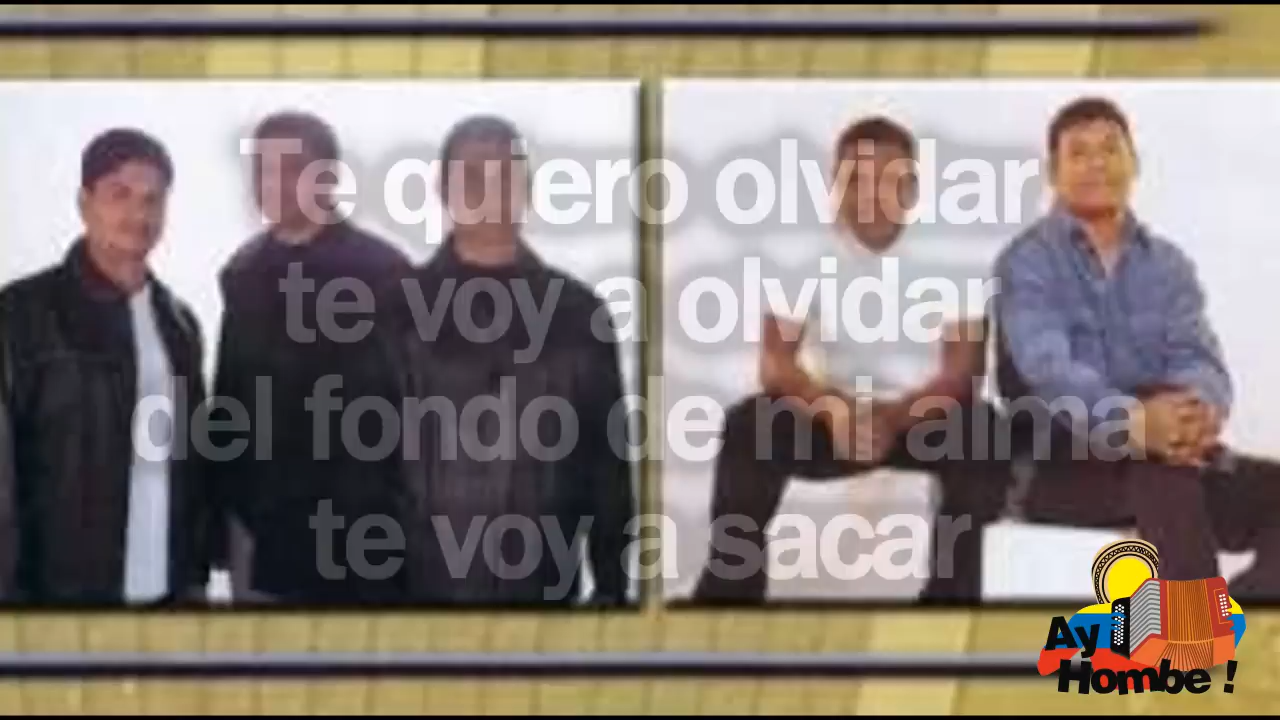 Te quiero olvidar
te voy a olvidar
del fondo de mi alma
te voy a sacar
Ay
Hombe !